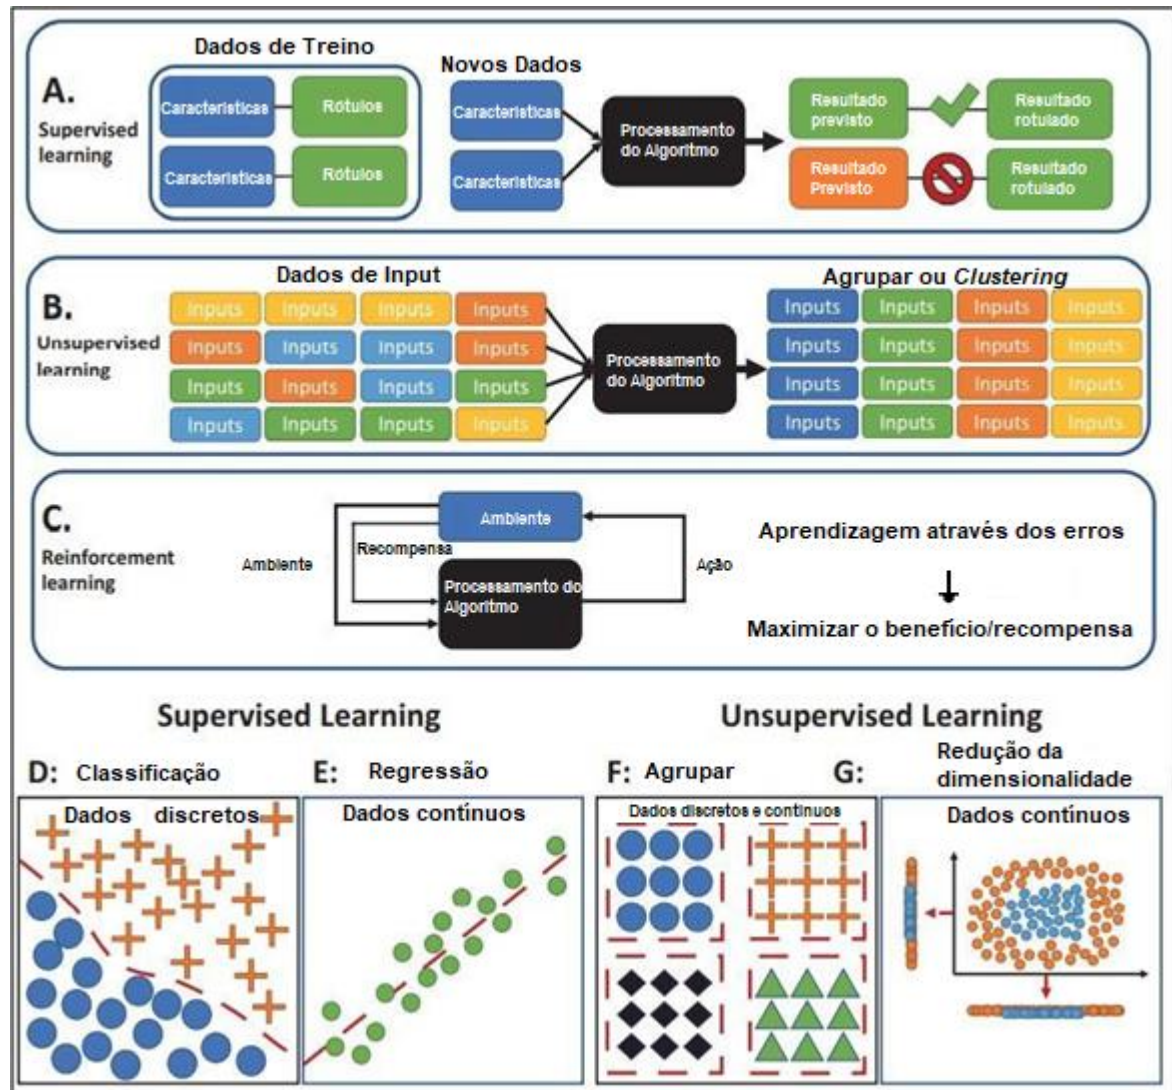 Dados de Treino
A.
Supervised
learning
Características
Rótulos
Características
Rótulos
Novos Dados
Características
Características
Processamento
do Algoritmo
Resultado
previsto
Resultado
rotulado
Resultado
Previsto
Resultado
rotulado
B.
Unsupervised
learning
Dados de Input
Inputs Inputs Inputs Inputs
Inputs Inputs Inputs Inputs
Inputs Inputs Inputs Inputs
Inputs Inputs Inputs Inputs
Processamento
do Algoritmo
Agrupar ou Clustering
Inputs Inputs Inputs Inputs
Inputs Inputs Inputs Inputs
Inputs Inputs Inputs Inputs
Inputs Inputs Inputs Inputs
C.
Reinforcement
learning
Ambiente
Recompensa
Ambiente
Processamento do
Algoritmo
Ação
Aprendizagem através dos erros
Maximizar o benefício/recompensa
Supervised Learning
Unsupervised Learning
D: Classificação
Dados discretos
E: Regressão
Dados contínuos
F: Agrupar
Dados discretos e contínuos
G: Redução da
dimensionalidade
Dados contínuos